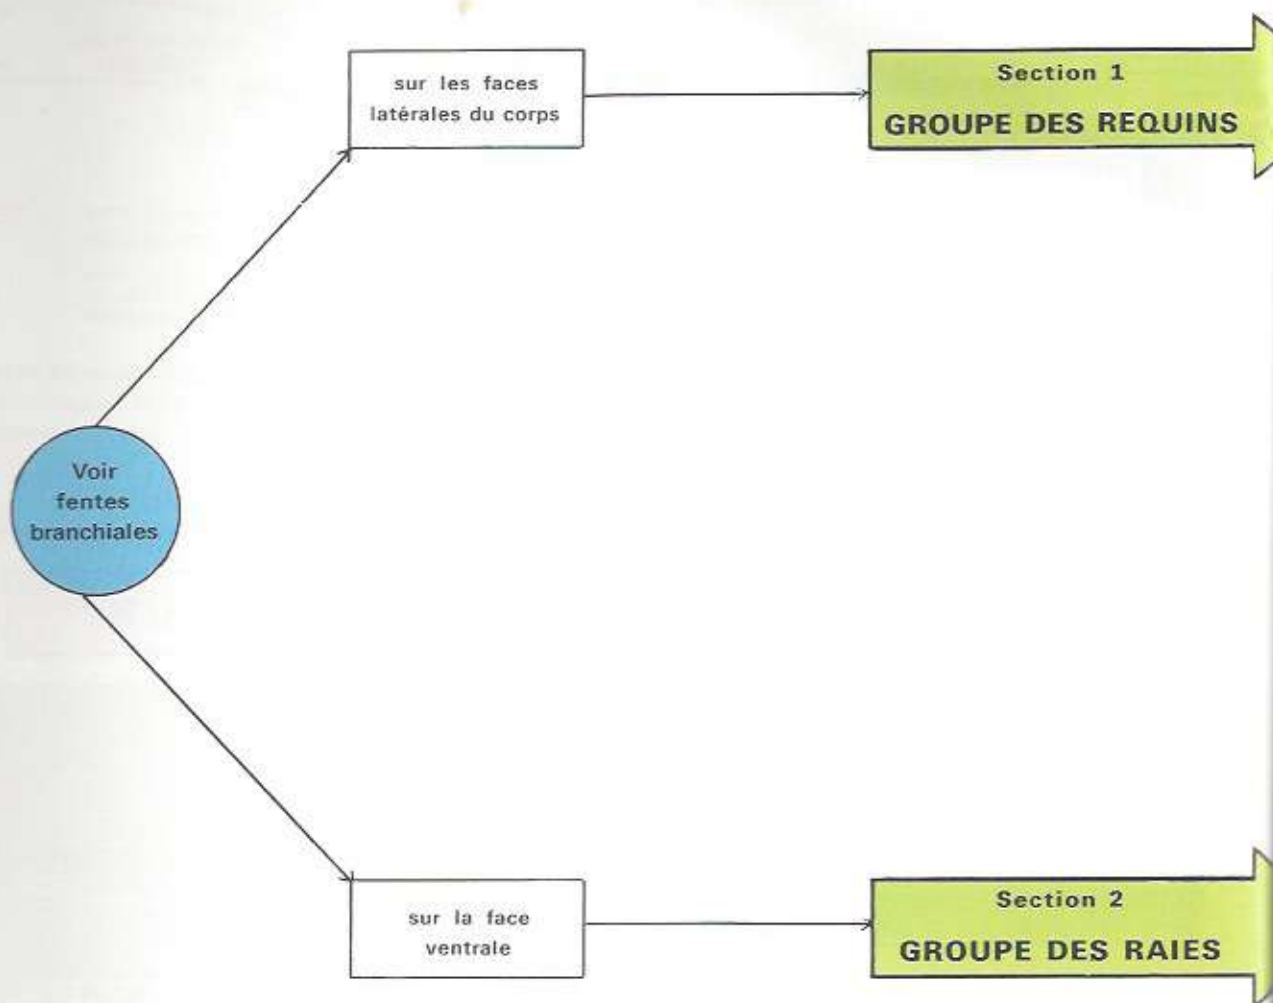 sur les faces
latérales du corps
Section 1
GROUPE DES REQUINS
Voir
fentes
branchiales
sur la face
ventrale
Section 2
GROUPE DES RAIES